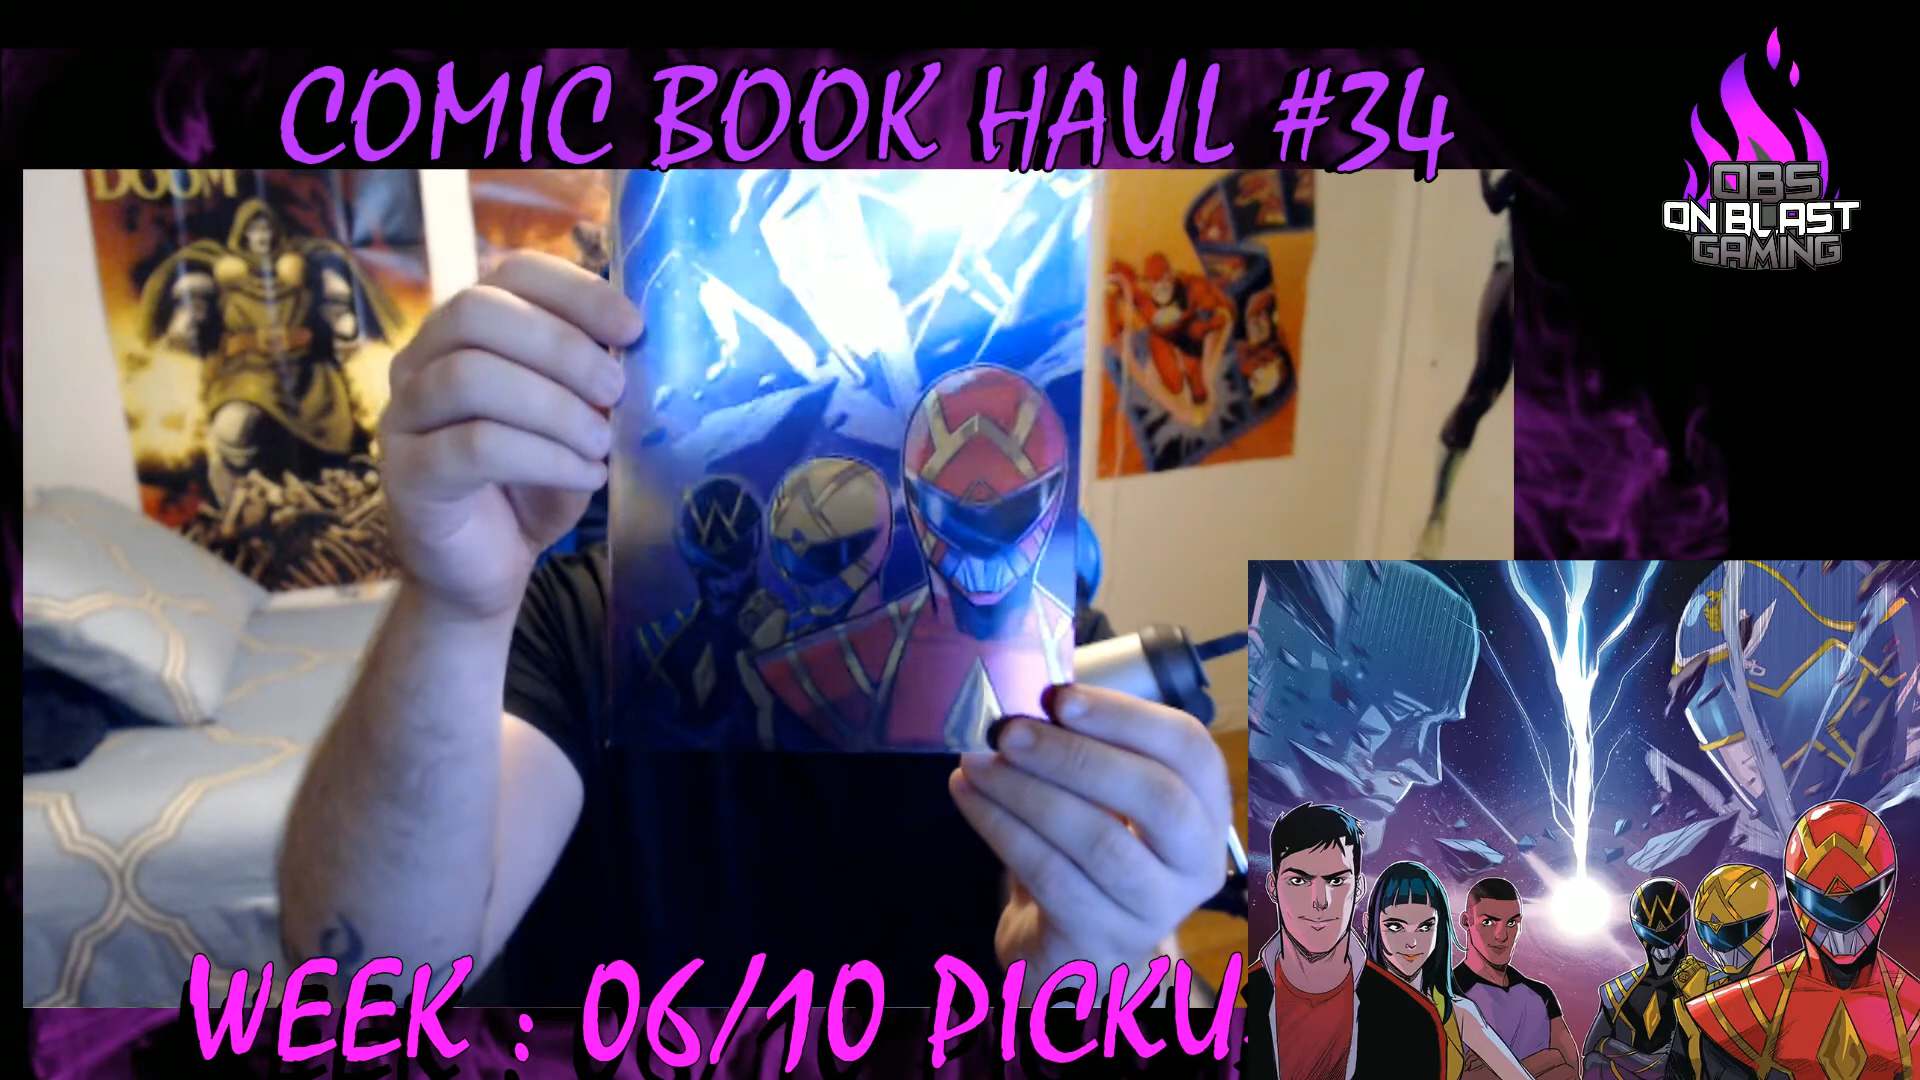 COMIC BOOK HAUL #34
OBS
ON BLAST
GAMING
DOOM
WEEK : 06/10 PICKU